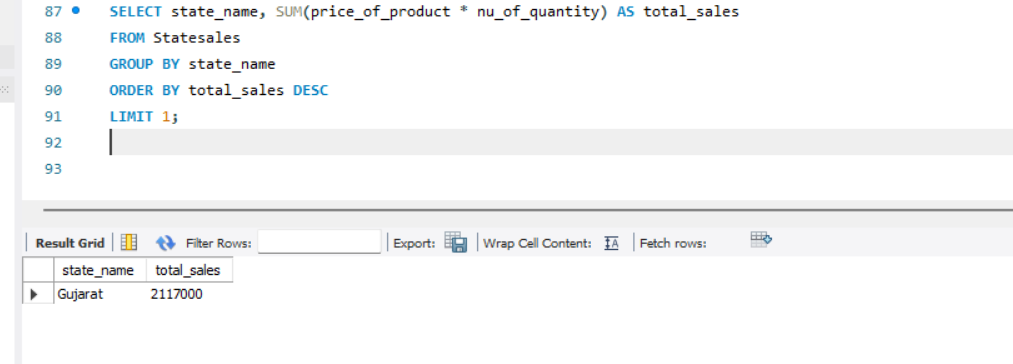 87 SELECT state_name, SUM(price_of_product * nu_of_quantity) AS total_sales
88 FROM Statesales
89 GROUP BY state_name
90 ORDER BY total_sales DESC
91 LIMIT 1;
92
93
Result Grid Filter Rows: Export: Wrap Cell Content: IA Fetch rows:
state_name total_sales
Gujarat 2117000